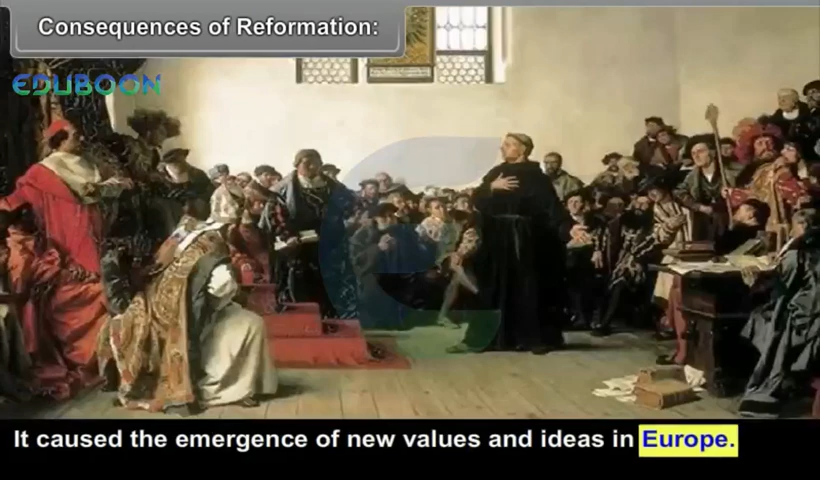 Consequences of Reformation:
EDUBOON
It caused the emergence of new values and ideas in Europe.